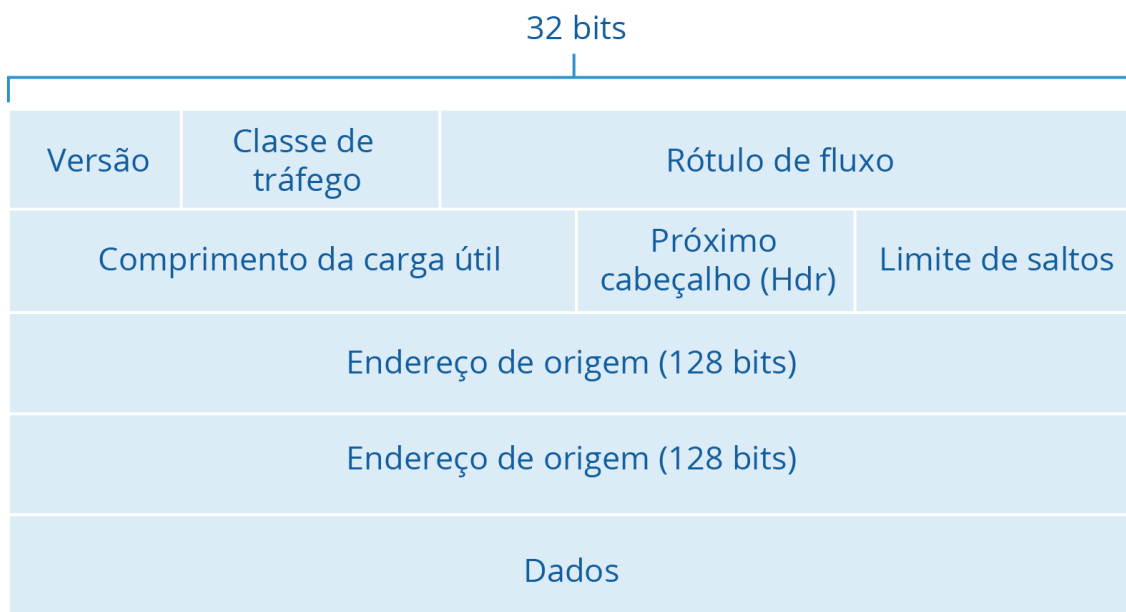 32 bits
Versão
Classe de
tráfego
Rótulo de fluxo
Comprimento da carga útil
Próximo
cabeçalho (Hdr)
Limite de saltos
Endereço de origem (128 bits)
Endereço de origem (128 bits)
Dados